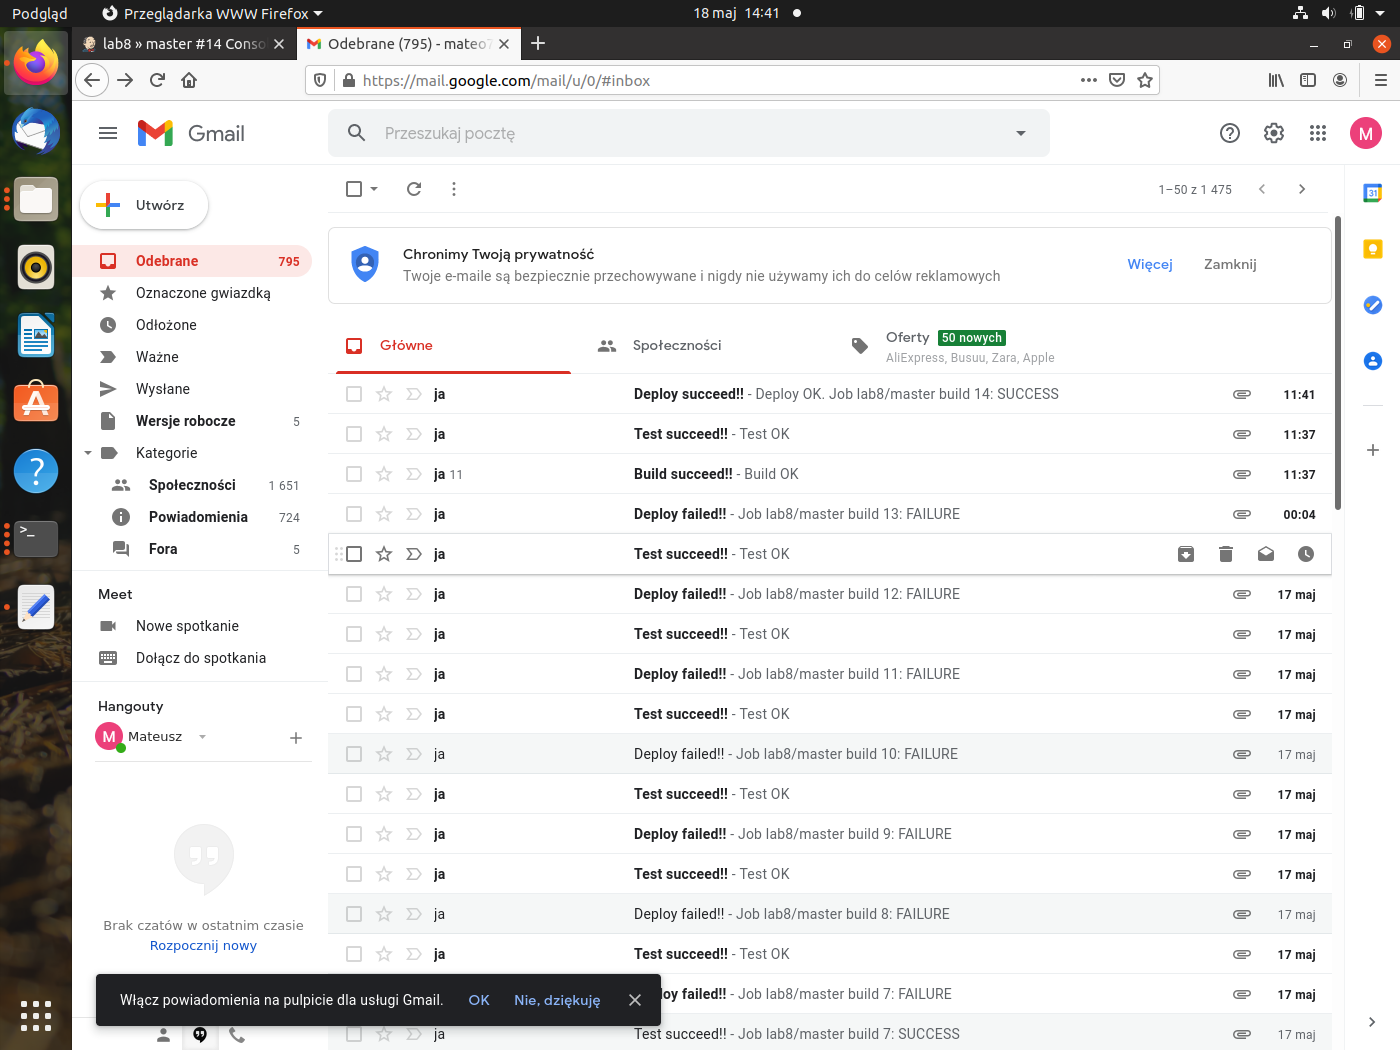 Podgląd
Przeglądarka WWW Firefox
18 maj 14:41
lab8 » master #14 Conso
Odebrane (795) - mateo7
https://mail.google.com/mail/u/0/#inbox
Gmail
Przeszukaj pocztę
M
Utwórz
1–50 z 1 475
31
Chronimy Twoją prywatność
Twoje e-maile są bezpiecznie przechowywane i nigdy nie używamy ich do celów reklamowych
Więcej
Zamknij
Odebrane 795
Oznaczone gwiazdką
Odłożone
Ważne
Wysłane
Wersje robocze 5
Kategorie
Społeczności 1 651
Powiadomienia 724
Fora 5
Meet
Nowe spotkanie
Dołącz do spotkania
Hangouty
M Mateusz
Brak czatów w ostatnim czasie
Rozpocznij nowy
Główne
Społeczności
Oferty 50 nowych
AliExpress, Busuu, Zara, Apple
ja Deploy succeed!! - Deploy OK. Job lab8/master build 14: SUCCESS 11:41
ja Test succeed!! - Test OK 11:37
ja 11 Build succeed!! - Build OK 11:37
ja Deploy failed!! - Job lab8/master build 13: FAILURE 00:04
ja Test succeed!! - Test OK
ja Deploy failed!! - Job lab8/master build 12: FAILURE 17 maj
ja Test succeed!! - Test OK 17 maj
ja Deploy failed!! - Job lab8/master build 11: FAILURE 17 maj
ja Test succeed!! - Test OK 17 maj
ja Deploy failed!! - Job lab8/master build 10: FAILURE 17 maj
ja Test succeed!! - Test OK 17 maj
ja Deploy failed!! - Job lab8/master build 9: FAILURE 17 maj
ja Test succeed!! - Test OK 17 maj
ja Deploy failed!! - Job lab8/master build 8: FAILURE 17 maj
ja Test succeed!! - Test OK 17 maj
loy failed!! - Job lab8/master build 7: FAILURE 17 maj
ja Test succeed!! - Job lab8/master build 7: SUCCESS 17 maj
Włącz powiadomienia na pulpicie dla usługi Gmail. OK Nie, dziękuję